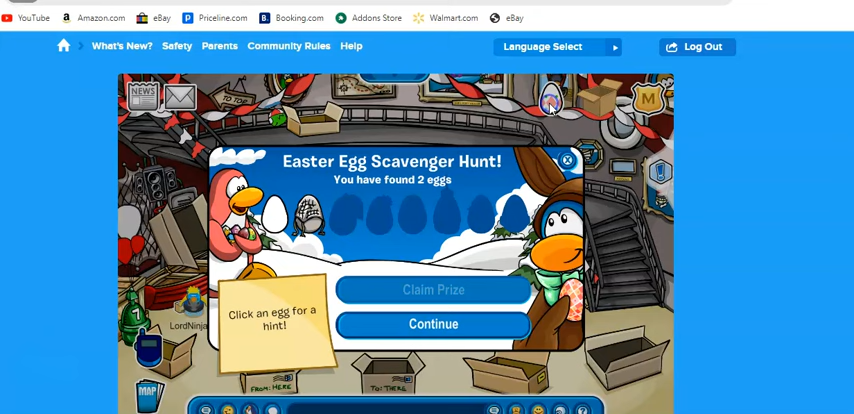 YouTube Amazon.com eBay Priceline.com Booking.com Addons Store Walmart.com eBay
What's New? Safety Parents Community Rules Help Language Select Log Out
NEWS
TO TOP
M
Easter Egg Scavenger Hunt!
You have found 2 eggs
Click an egg for a
hint!
Claim Prize
Continue
LordNinja
MAP
FROM: HERE
TO: THERE